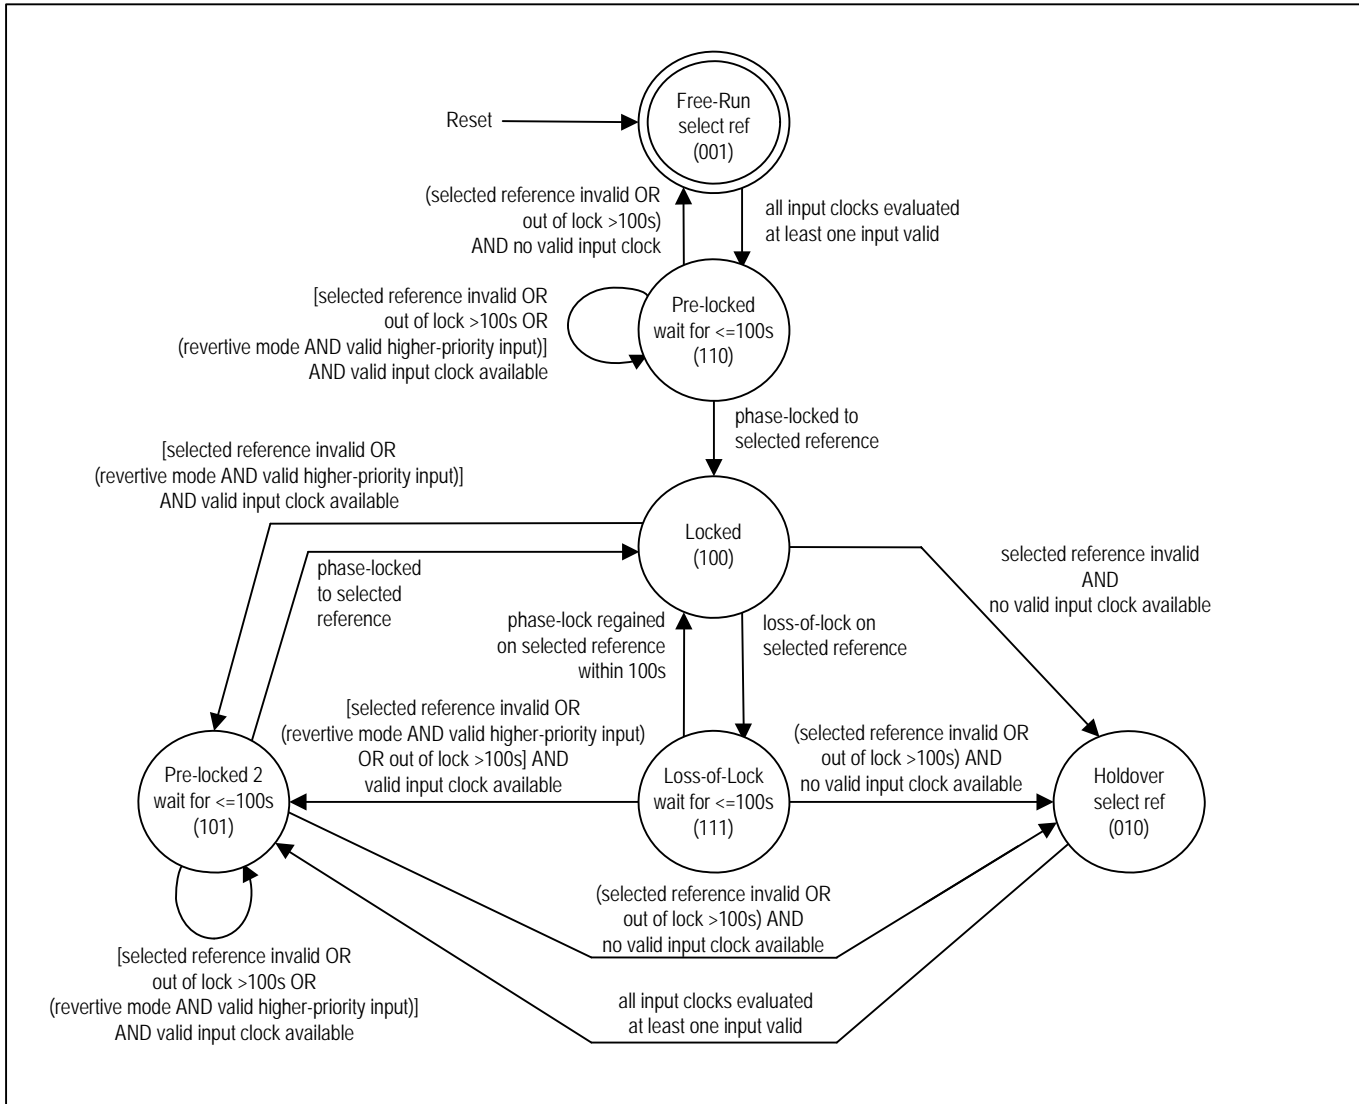 Free-Run
select ref
(001)
Reset
(selected reference invalid OR
out of lock >100s)
AND no valid input clock
all input clocks evaluated
at least one input valid
[selected reference invalid OR
out of lock >100s OR
(revertive mode AND valid higher-priority input)]
AND valid input clock available
Pre-locked
wait for <=100s
(110)
phase-locked to
selected reference
[selected reference invalid OR
(revertive mode AND valid higher-priority input)]
AND valid input clock available
Locked
(100)
phase-locked
to selected
reference
selected reference invalid
AND
no valid input clock available
phase-lock regained
on selected reference
within 100s
loss-of-lock on
selected reference
[selected reference invalid OR
(revertive mode AND valid higher-priority input)
OR out of lock >100s] AND
valid input clock available
(selected reference invalid OR
out of lock >100s) AND
no valid input clock available
Pre-locked 2
wait for <=100s
(101)
Loss-of-Lock
wait for <=100s
(111)
Holdover
select ref
(010)
(selected reference invalid OR
out of lock >100s) AND
no valid input clock available
[selected reference invalid OR
out of lock >100s OR
(revertive mode AND valid higher-priority input)]
AND valid input clock available
all input clocks evaluated
at least one input valid